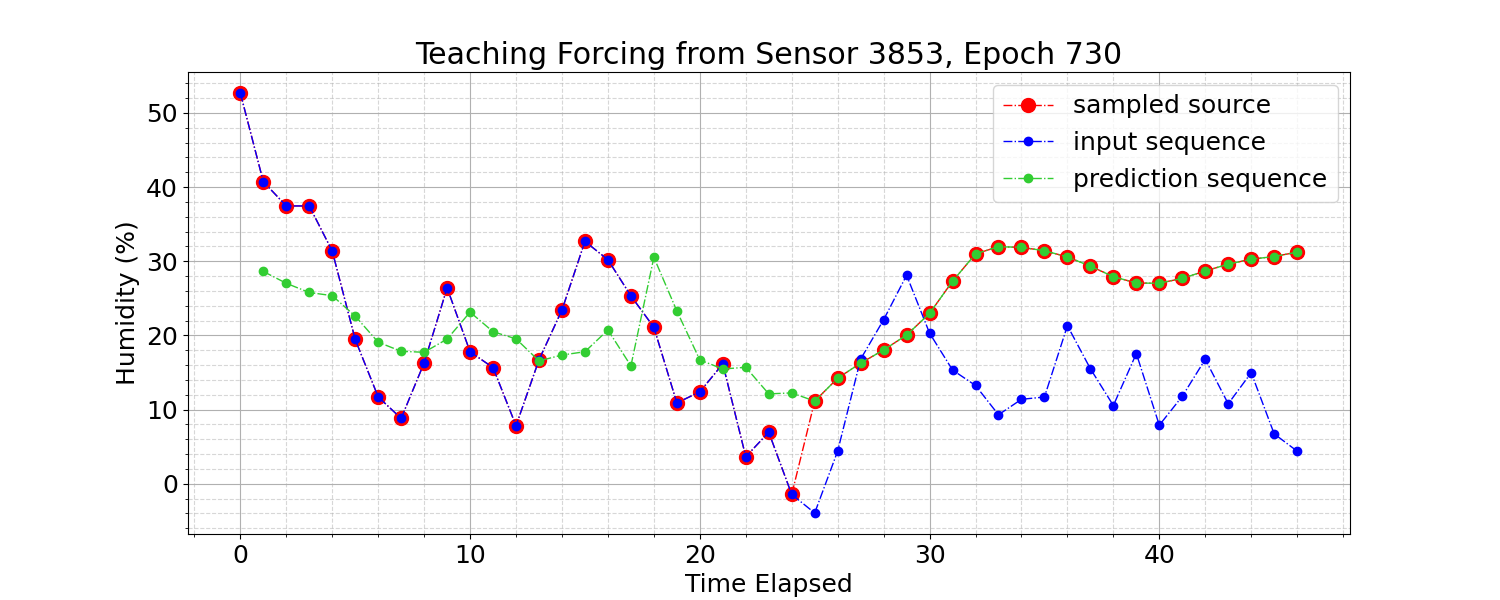 Teaching Forcing from Sensor 3853, Epoch 730
sampled source
input sequence
prediction sequence
Humidity (%)
50
40
30
20
10
0
0 10 20 30 40
Time Elapsed